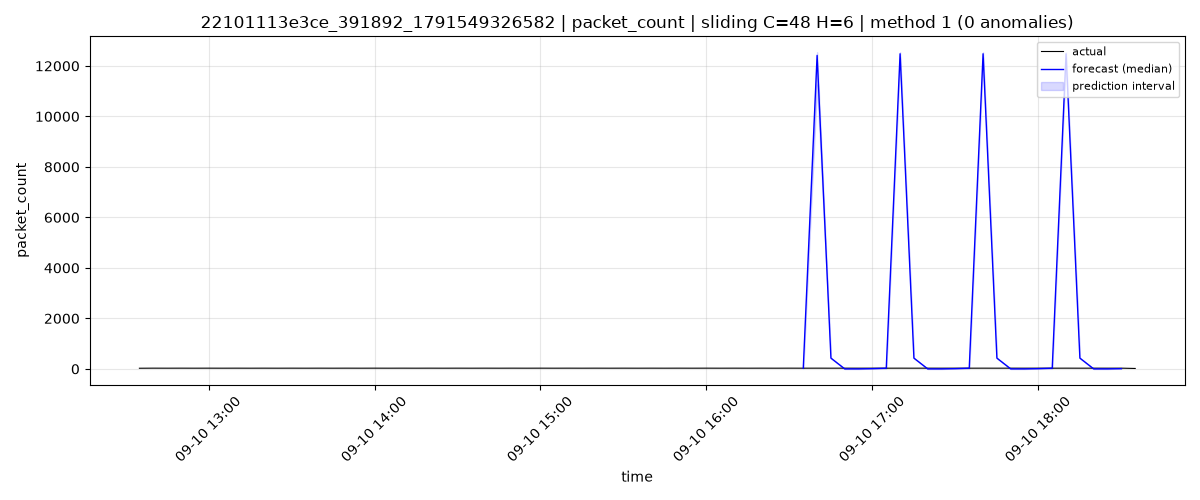 22101113e3ce_391892_1791549326582 | packet_count | sliding C=48 H=6 | method 1 (0 anomalies)
actual
forecast (median)
prediction interval
packet_count
12000
10000
8000
6000
4000
2000
0
09-10 13:00
09-10 14:00
09-10 15:00
09-10 16:00
09-10 17:00
09-10 18:00
time